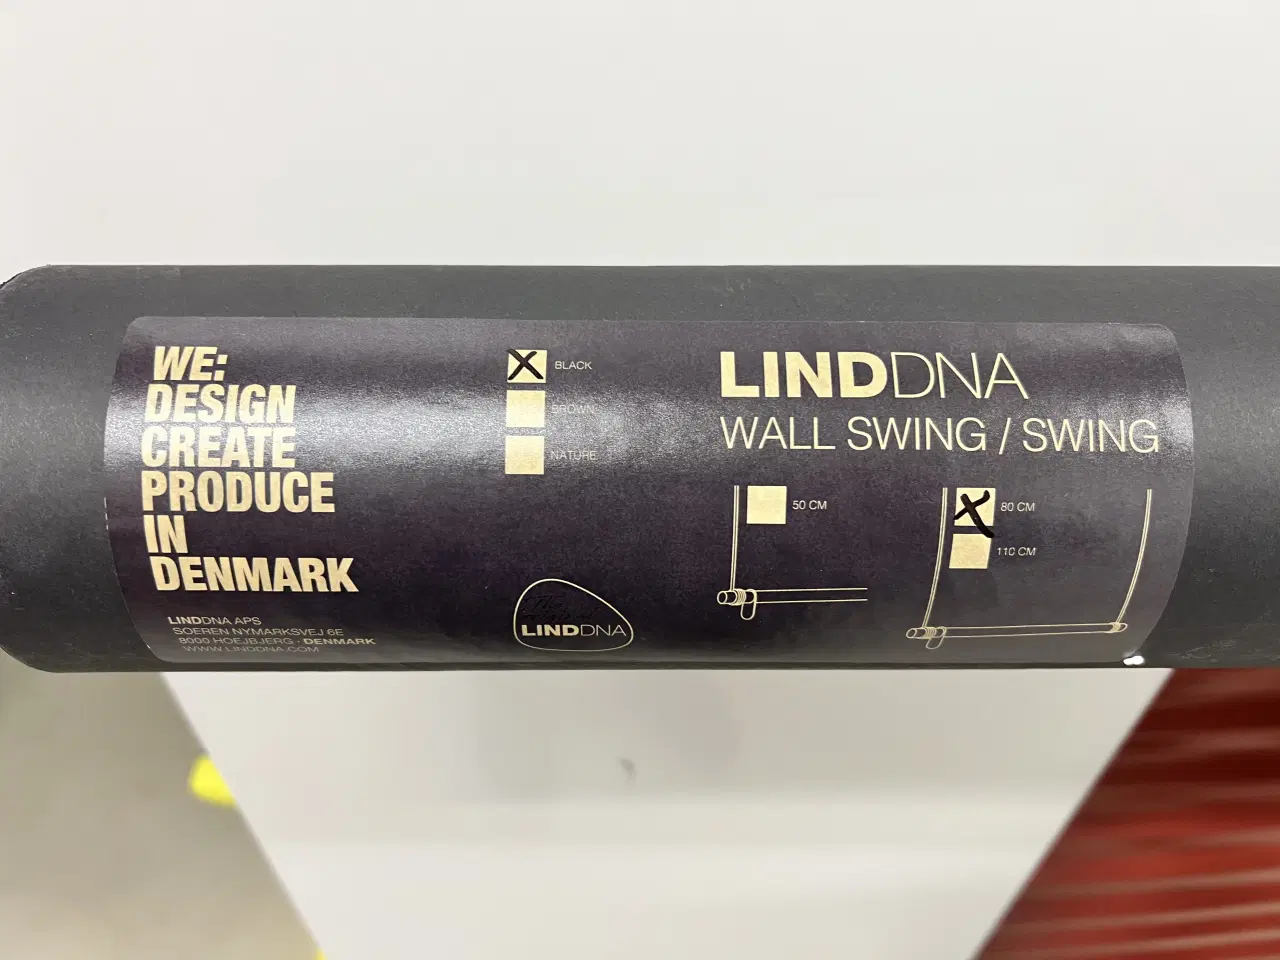 WE:
DESIGN
CREATE
PRODUCE
IN
DENMARK
LINDDNA APS
SOEREN NYMARKSVEJ 6E
8000 HOEJBJERG · DENMARK
WWW.LINDDNA.COM
X BLACK
BROWN
NATURE
LINDDNA
LINDDNA
WALL SWING / SWING
50 CM
X 80 CM
110 CM